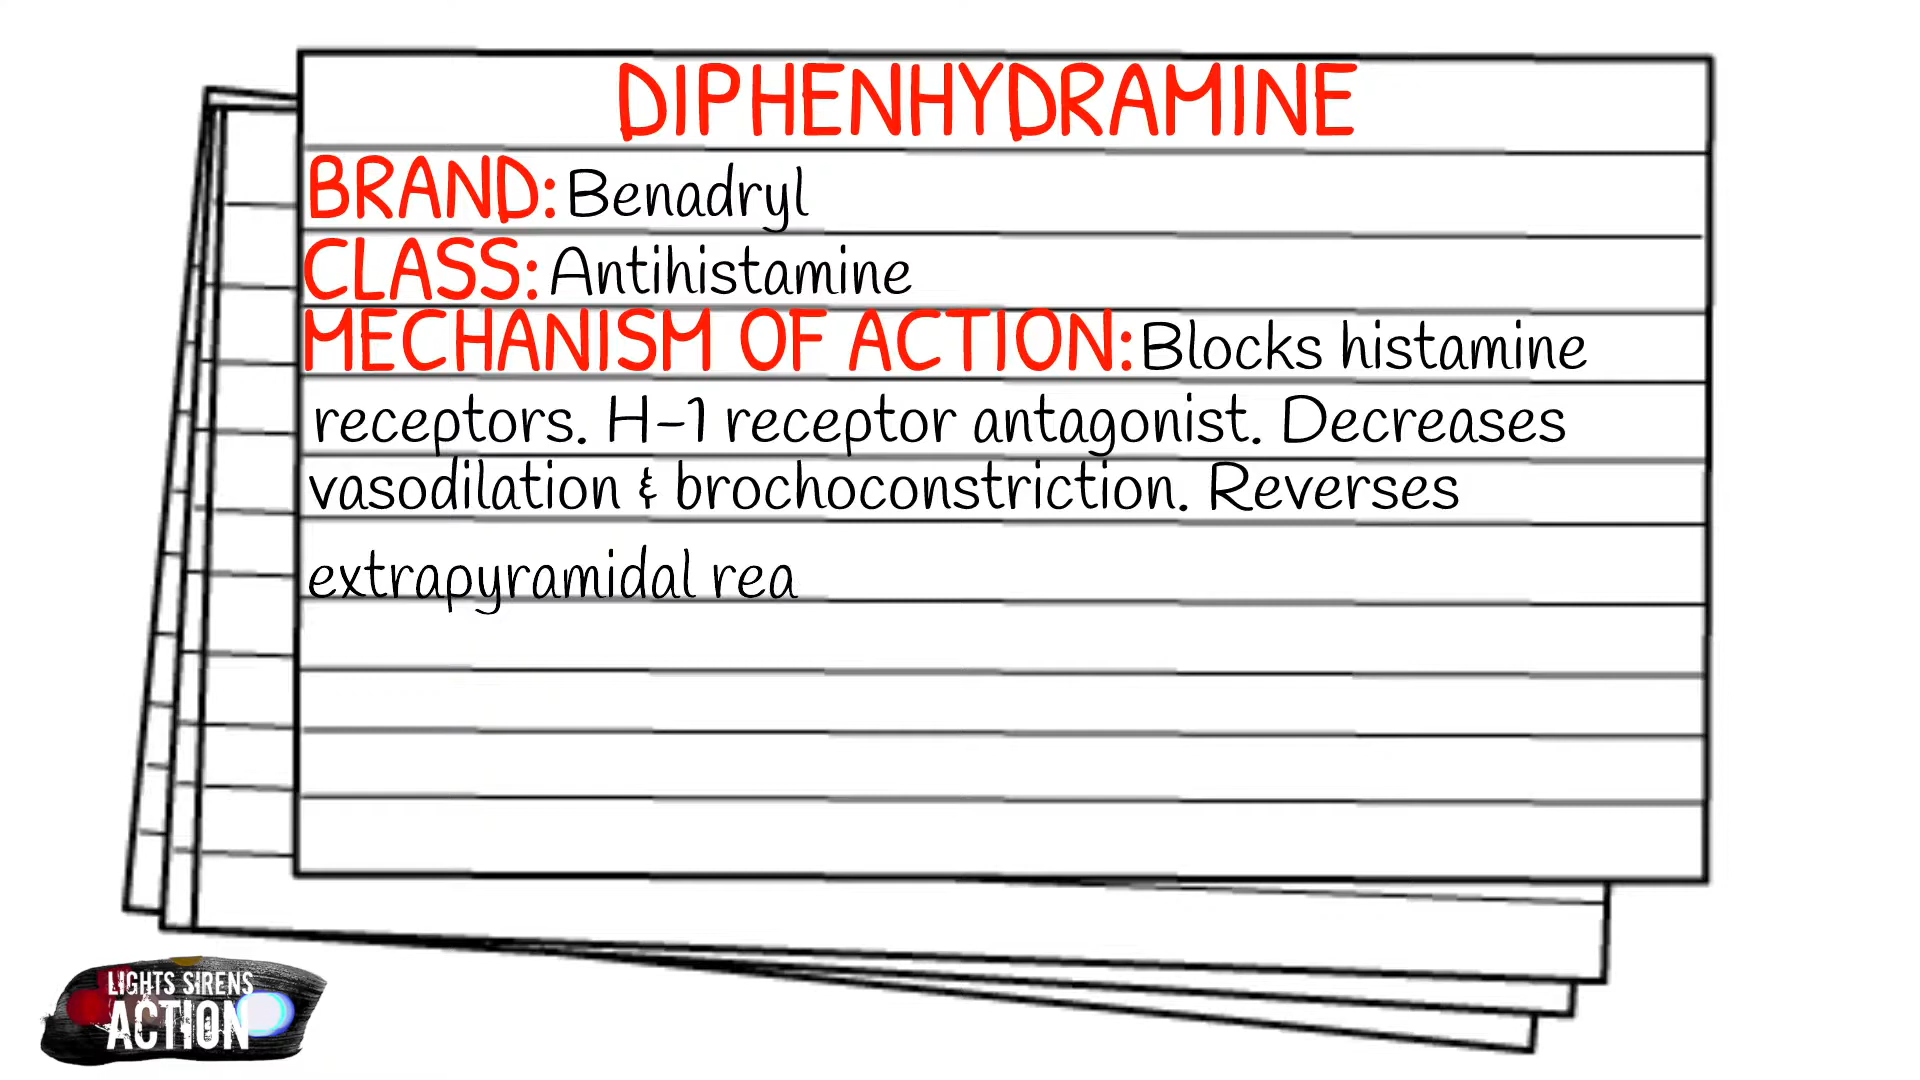 DIPHENHYDRAMINE
BRAND: Benadryl
CLASS: Antihistamine
MECHANISM OF ACTION: Blocks histamine
receptors. H-1 receptor antagonist. Decreases
vasodilation & brochoconstriction. Reverses
extrapyramidal rea
LIGHTS SIRENS
ACTION